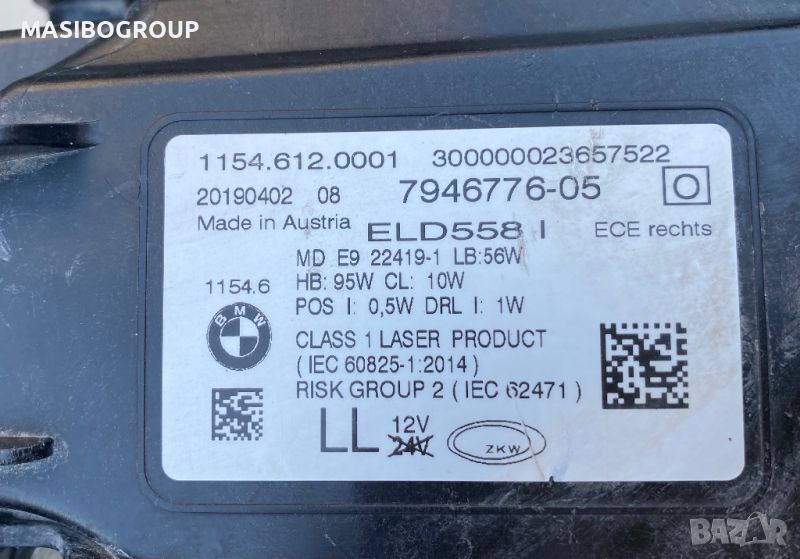 MASIBOGROUP
1154.612.0001 300000023657522
20190402 08 7946776-05 O
Made in Austria ELD558 I ECE rechts
MD E9 22419-1 LB:56W
1154.6 HB: 95W CL: 10W
POS I: 0,5W DRL I: 1W
BMW
CLASS 1 LASER PRODUCT
( IEC 60825-1:2014 )
RISK GROUP 2 ( IEC 62471 )
LL 12V
24V
ZKW
BAZAR